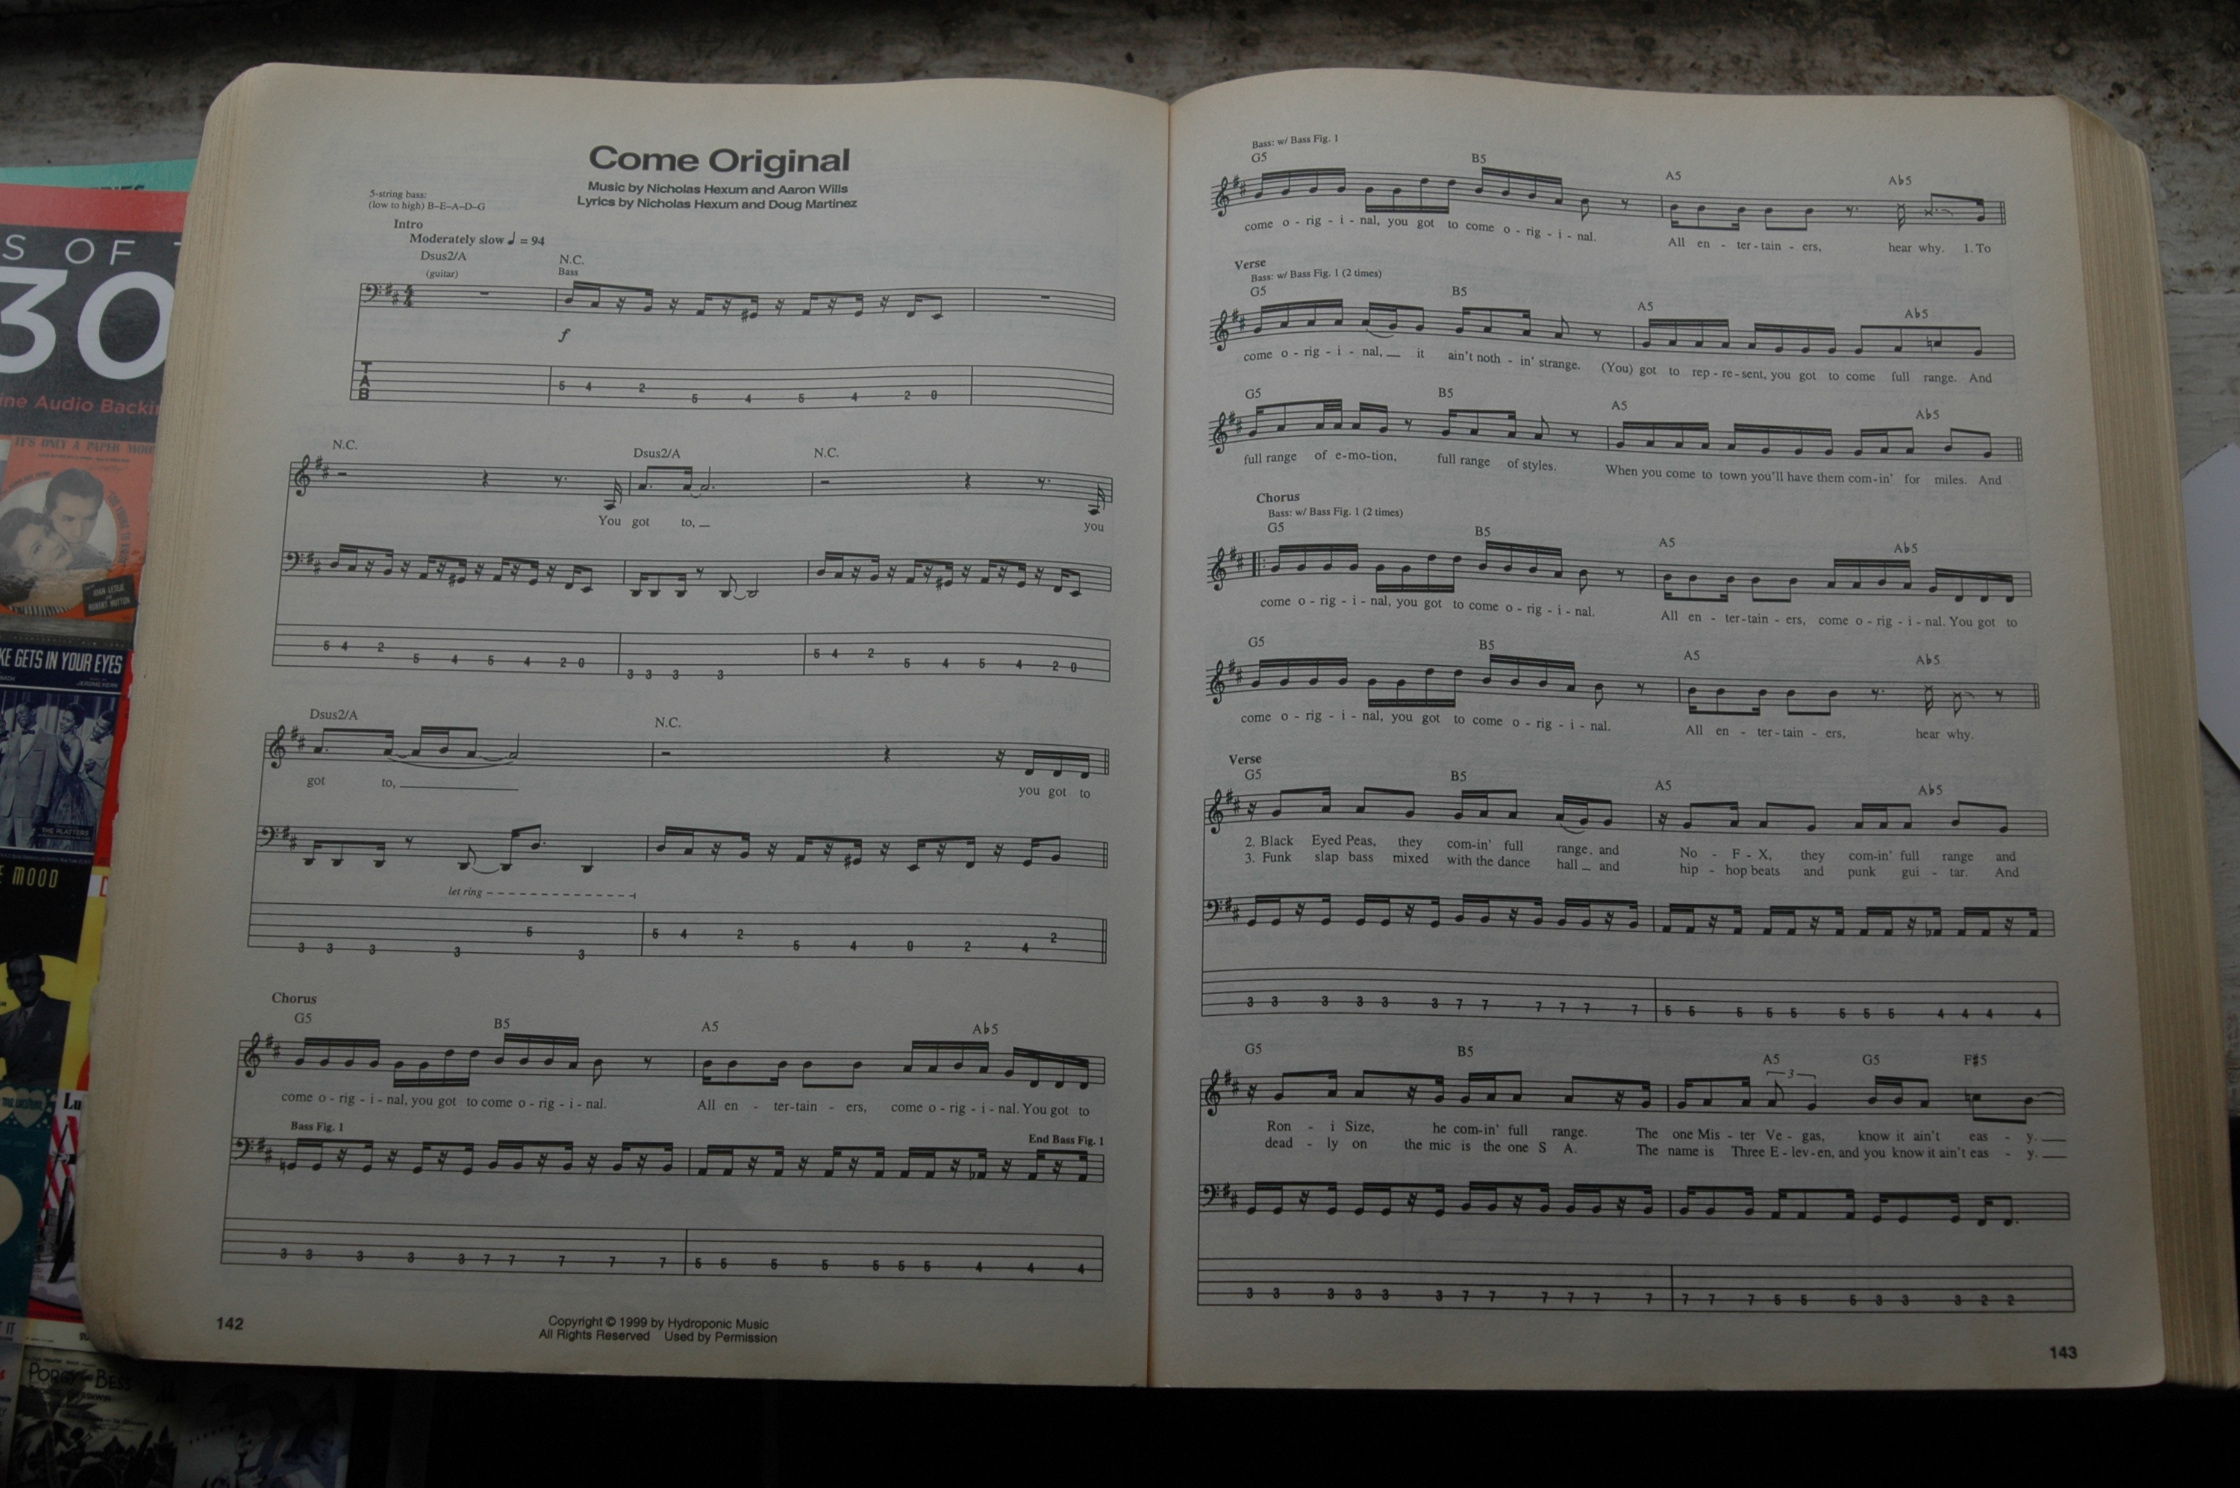 Come Original
Music by Nicholas Hexum and Aaron Wills
Lyrics by Nicholas Hexum and Doug Martinez
5-string bass:
(low to high) B–E–A–D–G
Intro
Moderately slow ♩ = 94
Dsus2/A N.C.
(guitar) Bass
f
T
A
B
5 4 2 5 4 5 4 2 0
N.C. Dsus2/A N.C.
You got to, you
5 4 2 5 4 5 4 2 0 3 3 3 3 5 4 2 5 4 5 4 2 0
Dsus2/A N.C.
got to, you got to
let ring
3 3 3 3 5 3 5 4 2 5 4 0 2 4 2
Chorus
G5 B5 A5 A♭5
come o - rig - i - nal, you got to come o - rig - i - nal. All en - ter-tain - ers, come o - rig - i - nal. You got to
Bass Fig. 1 End Bass Fig. 1
3 3 3 3 3 7 7 7 7 7 5 5 5 5 5 5 5 4 4 4
142
Copyright © 1999 by Hydroponic Music
All Rights Reserved Used by Permission
Bass: w/ Bass Fig. 1
G5 B5 A5 A♭5
come o - rig - i - nal, you got to come o - rig - i - nal. All en - ter - tain - ers, hear why. 1. To
Verse
Bass: w/ Bass Fig. 1 (2 times)
G5 B5 A5 A♭5
come o - rig - i - nal, it ain't noth - in' strange. (You) got to rep - re - sent, you got to come full range. And
G5 B5 A5 A♭5
full range of e-mo-tion, full range of styles. When you come to town you'll have them com-in' for miles. And
Chorus
Bass: w/ Bass Fig. 1 (2 times)
G5 B5 A5 A♭5
come o - rig - i - nal, you got to come o - rig - i - nal. All en - ter-tain - ers, come o - rig - i - nal. You got to
G5 B5 A5 A♭5
come o - rig - i - nal, you got to come o - rig - i - nal. All en - ter - tain - ers, hear why.
Verse
G5 B5 A5 A♭5
2. Black Eyed Peas, they com-in' full range, and No - F - X, they com-in' full range and
3. Funk slap bass mixed with the dance hall and hip - hop beats and punk gui - tar. And
3 3 3 3 3 3 7 7 7 7 7 7 5 5 5 5 5 5 5 5 4 4 4 4
G5 B5 A5 G5 F♯5
3
Ron - i Size, he com-in' full range. The one Mis - ter Ve - gas, know it ain't eas - y.
dead - ly on the mic is the one S A. The name is Three E - lev - en, and you know it ain't eas - y.
3 3 3 3 3 3 7 7 7 7 7 7 7 7 7 5 5 5 3 3 3 2 2
143
S OF
30
ine Audio Backi
IT'S ONLY A PAPER MOON
JOAN LESLIE
ROBERT HUTTON
KE GETS IN YOUR EYES
THE PLATTERS
MOOD
Lu
PORGY AND BESS